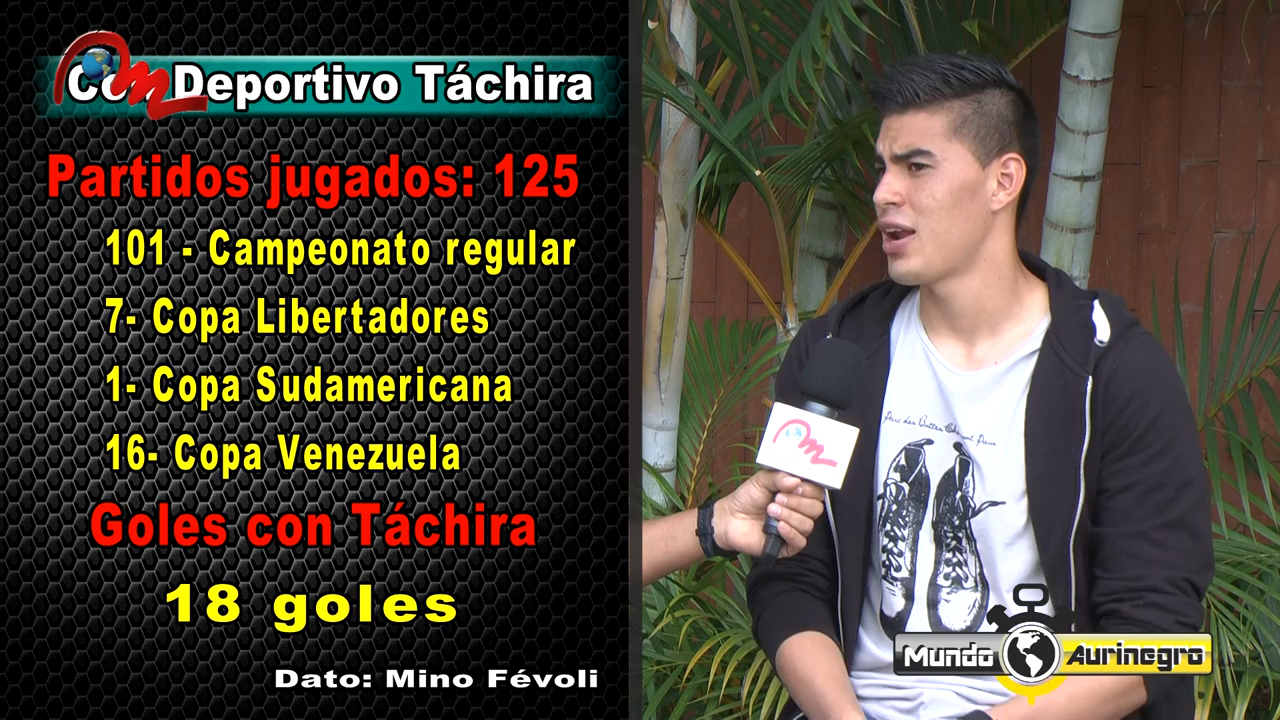 Con Deportivo Táchira
Partidos jugados: 125
101 - Campeonato regular
7- Copa Libertadores
1- Copa Sudamericana
16- Copa Venezuela
Goles con Táchira
18 goles
Dato: Mino Févoli
Mundo Aurinegro